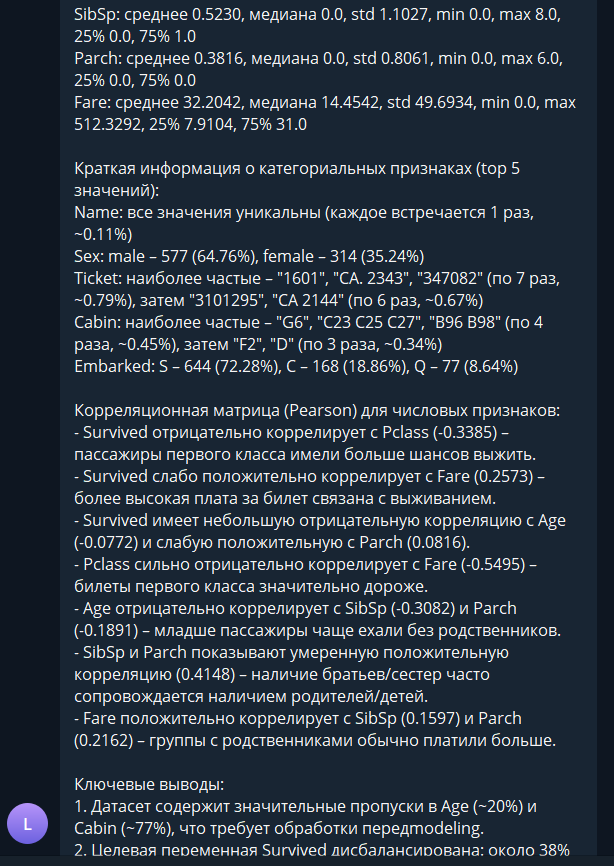 SibSp: среднее 0.5230, медиана 0.0, std 1.1027, min 0.0, max 8.0,
25% 0.0, 75% 1.0
Parch: среднее 0.3816, медиана 0.0, std 0.8061, min 0.0, max 6.0,
25% 0.0, 75% 0.0
Fare: среднее 32.2042, медиана 14.4542, std 49.6934, min 0.0, max
512.3292, 25% 7.9104, 75% 31.0
Краткая информация о категориальных признаках (top 5
значений):
Name: все значения уникальны (каждое встречается 1 раз,
~0.11%)
Sex: male – 577 (64.76%), female – 314 (35.24%)
Ticket: наиболее частые – "1601", "CA. 2343", "347082" (по 7 раз,
~0.79%), затем "3101295", "CA 2144" (по 6 раз, ~0.67%)
Cabin: наиболее частые – "G6", "C23 C25 C27", "B96 B98" (по 4
раза, ~0.45%), затем "F2", "D" (по 3 раза, ~0.34%)
Embarked: S – 644 (72.28%), C – 168 (18.86%), Q – 77 (8.64%)
Корреляционная матрица (Pearson) для числовых признаков:
- Survived отрицательно коррелирует с Pclass (-0.3385) –
пассажиры первого класса имели больше шансов выжить.
- Survived слабо положительно коррелирует с Fare (0.2573) –
более высокая плата за билет связана с выживанием.
- Survived имеет небольшую отрицательную корреляцию с Age
(-0.0772) и слабую положительную с Parch (0.0816).
- Pclass сильно отрицательно коррелирует с Fare (-0.5495) –
билеты первого класса значительно дороже.
- Age отрицательно коррелирует с SibSp (-0.3082) и Parch
(-0.1891) – младше пассажиры чаще ехали без родственников.
- SibSp и Parch показывают умеренную положительную
корреляцию (0.4148) – наличие братьев/сестер часто
сопровождается наличием родителей/детей.
- Fare положительно коррелирует с SibSp (0.1597) и Parch
(0.2162) – группы с родственниками обычно платили больше.
Ключевые выводы:
1. Датасет содержит значительные пропуски в Age (~20%) и
Cabin (~77%), что требует обработки передmodeling.
2. Целевая переменная Survived дисбалансирована: около 38%
L